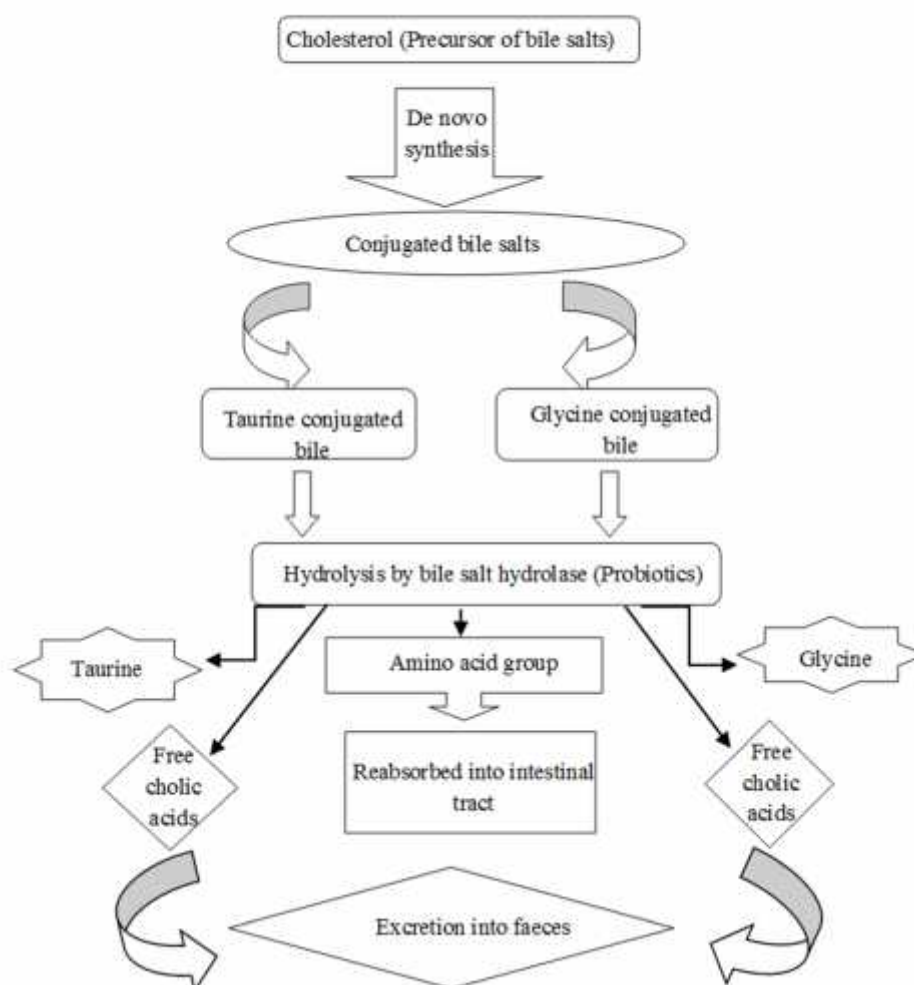 Cholesterol (Precursor of bile salts)
De novo
synthesis
Conjugated bile salts
Taurine conjugated
bile
Glycine conjugated
bile
Hydrolysis by bile salt hydrolase (Probiotics)
Taurine
Amino acid group
Glycine
Free
cholic
acids
Reabsorbed into intestinal
tract
Free
cholic
acids
Excretion into faeces